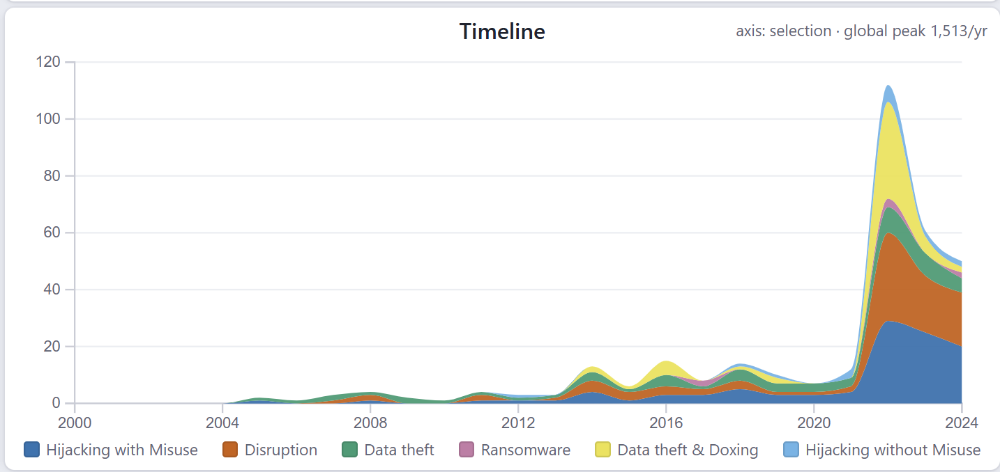 Timeline
axis: selection · global peak 1,513/yr
120
100
80
60
40
20
0
2000 2004 2008 2012 2016 2020 2024
Hijacking with Misuse Disruption Data theft Ransomware Data theft & Doxing Hijacking without Misuse